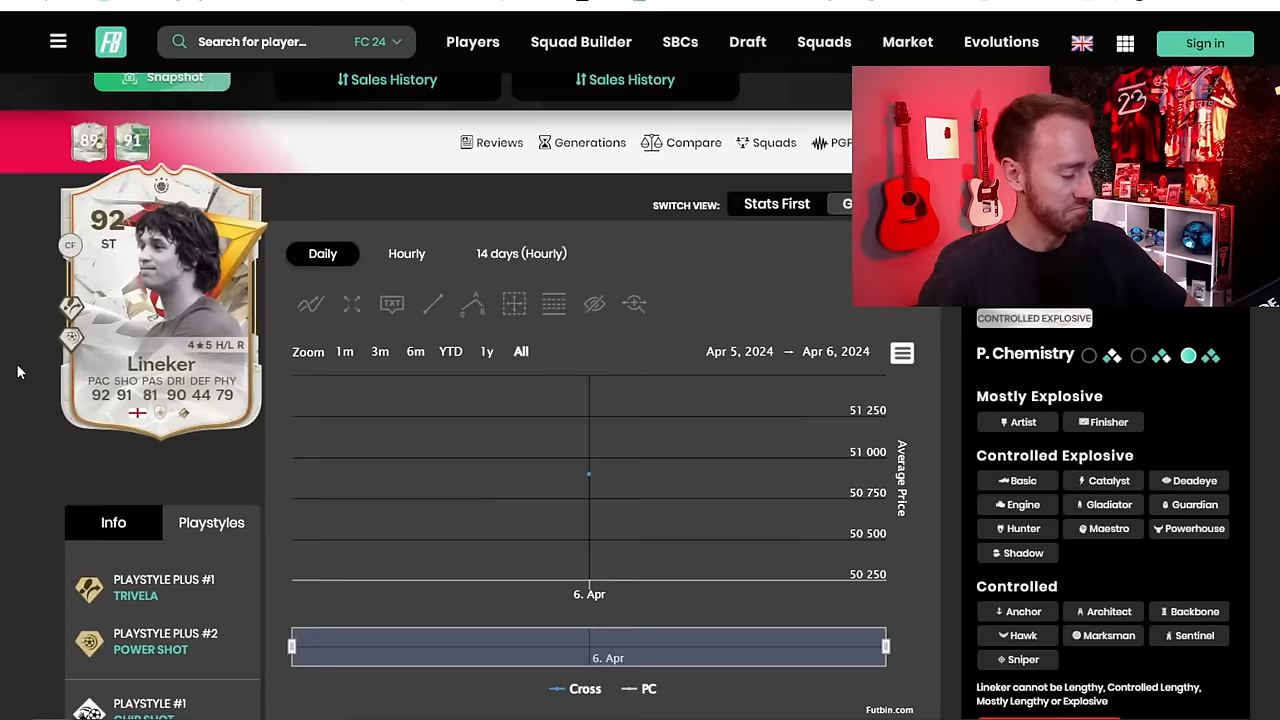 FB
Search for player...
FC 24
Players
Squad Builder
SBCs
Draft
Squads
Market
Evolutions
Sign in
Snapshot
Sales History
Sales History
89
91
Reviews
Generations
Compare
Squads
23
SWITCH VIEW:
Stats First
92
ST
CF
4★5 H/L R
Lineker
PAC SHO PAS DRI DEF PHY
92 91 81 90 44 79
Daily
Hourly
14 days (Hourly)
TXT
Zoom 1m 3m 6m YTD 1y All
Apr 5, 2024 → Apr 6, 2024
51 250
51 000
50 750
50 500
50 250
Average Price
6. Apr
6. Apr
Cross
PC
Futbin.com
Info
Playstyles
PLAYSTYLE PLUS #1
TRIVELA
PLAYSTYLE PLUS #2
POWER SHOT
PLAYSTYLE #1
CHIP SHOT
CONTROLLED EXPLOSIVE
P. Chemistry
Mostly Explosive
Artist
Finisher
Controlled Explosive
Basic
Catalyst
Deadeye
Engine
Gladiator
Guardian
Hunter
Maestro
Powerhouse
Shadow
Controlled
Anchor
Architect
Backbone
Hawk
Marksman
Sentinel
Sniper
Lineker cannot be Lengthy, Controlled Lengthy,
Mostly Lengthy or Explosive